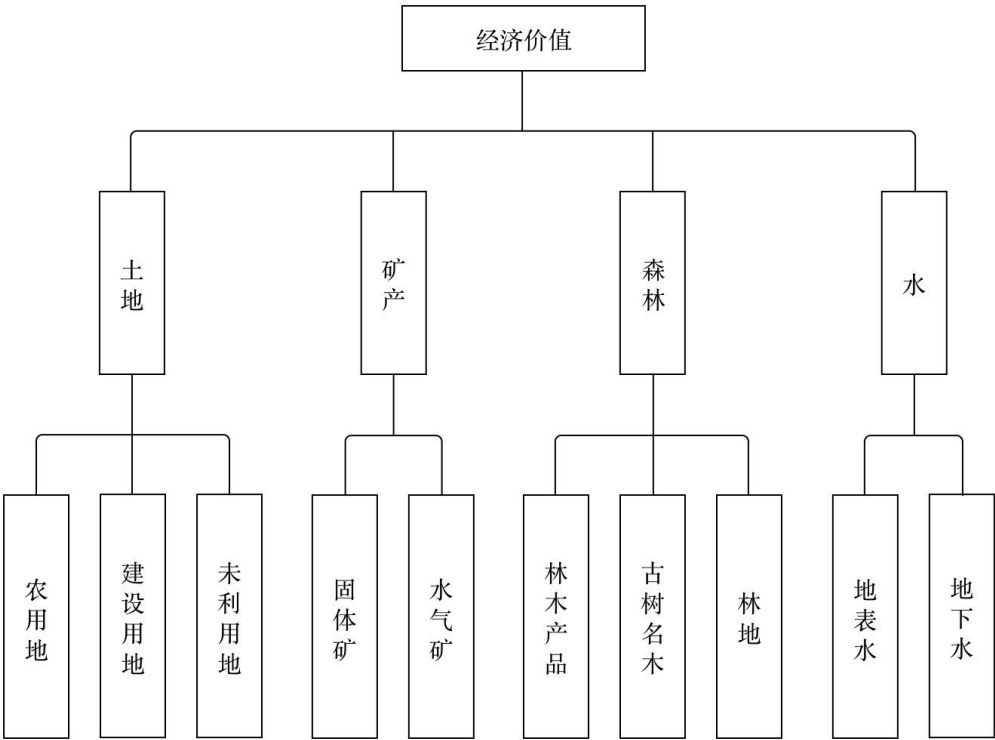 经济价值
土地
矿产
森林
水
农用地
建设用地
未利用地
固体矿
水气矿
林木产品
古树名木
林地
地表水
地下水